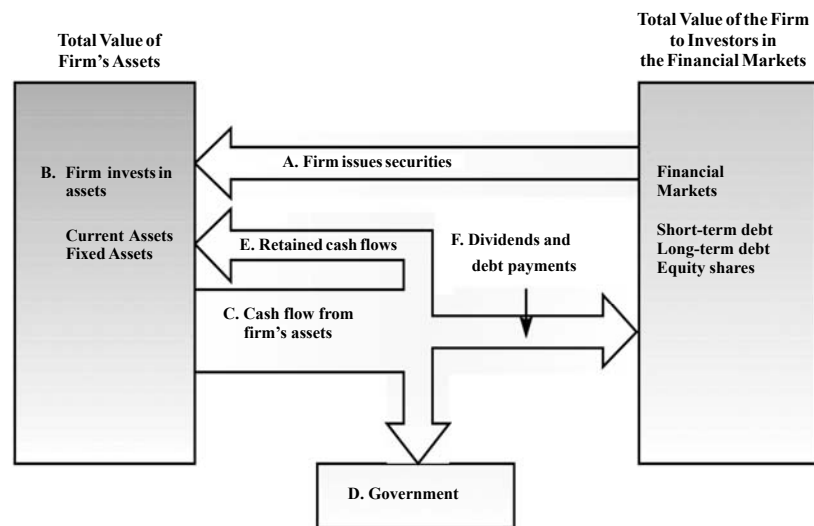 Total Value of
Firm's Assets
Total Value of the Firm
to Investors in
the Financial Markets
A. Firm issues securities
B. Firm invests in
assets
Current Assets
Fixed Assets
E. Retained cash flows
F. Dividends and
debt payments
C. Cash flow from
firm's assets
Financial
Markets
Short-term debt
Long-term debt
Equity shares
D. Government